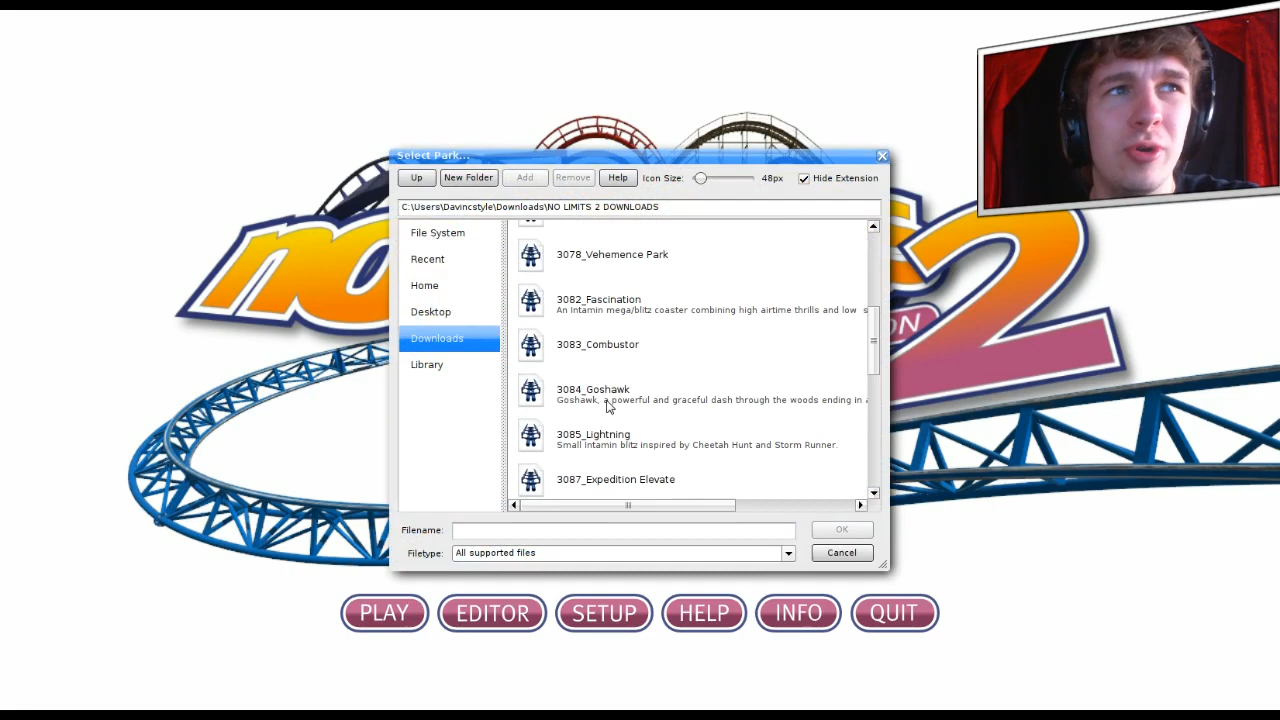 Select Park...
Up New Folder Add Remove Help Icon Size: 48px Hide Extension
C:\Users\Davincstyle\Downloads\NO LIMITS 2 DOWNLOADS
File System
Recent
Home
Desktop
Downloads
Library
3078_Vehemence Park
3082_Fascination
An Intamin mega/blitz coaster combining high airtime thrills and low s
3083_Combustor
3084_Goshawk
Goshawk, a powerful and graceful dash through the woods ending in a
3085_Lightning
Small Intamin blitz inspired by Cheetah Hunt and Storm Runner.
3087_Expedition Elevate
Filename: OK
Filetype: All supported files Cancel
no 2
ON
PLAY EDITOR SETUP HELP INFO QUIT